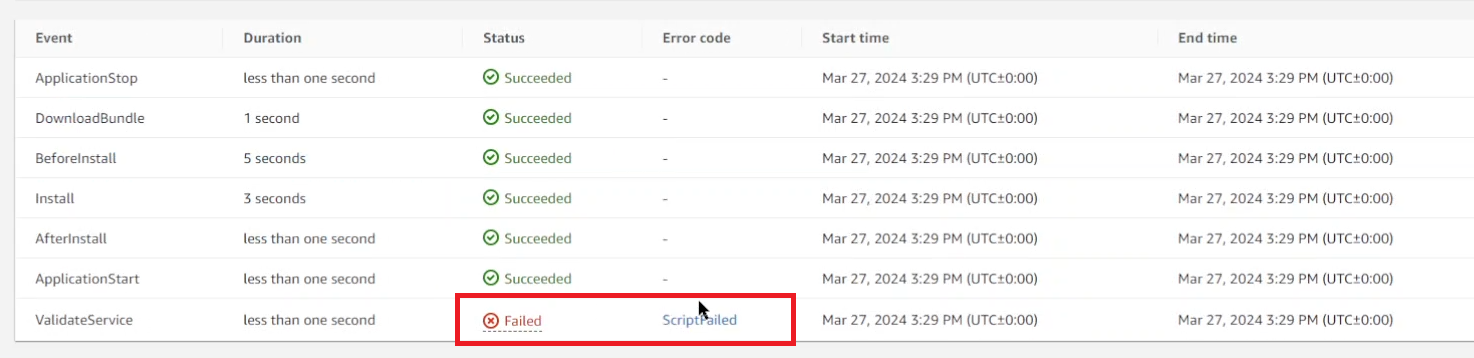 Event Duration Status Error code Start time End time
ApplicationStop less than one second Succeeded - Mar 27, 2024 3:29 PM (UTC±0:00) Mar 27, 2024 3:29 PM (UTC±0:00)
DownloadBundle 1 second Succeeded - Mar 27, 2024 3:29 PM (UTC±0:00) Mar 27, 2024 3:29 PM (UTC±0:00)
BeforeInstall 5 seconds Succeeded - Mar 27, 2024 3:29 PM (UTC±0:00) Mar 27, 2024 3:29 PM (UTC±0:00)
Install 3 seconds Succeeded - Mar 27, 2024 3:29 PM (UTC±0:00) Mar 27, 2024 3:29 PM (UTC±0:00)
AfterInstall less than one second Succeeded - Mar 27, 2024 3:29 PM (UTC±0:00) Mar 27, 2024 3:29 PM (UTC±0:00)
ApplicationStart less than one second Succeeded - Mar 27, 2024 3:29 PM (UTC±0:00) Mar 27, 2024 3:29 PM (UTC±0:00)
ValidateService less than one second Failed ScriptFailed Mar 27, 2024 3:29 PM (UTC±0:00) Mar 27, 2024 3:29 PM (UTC±0:00)